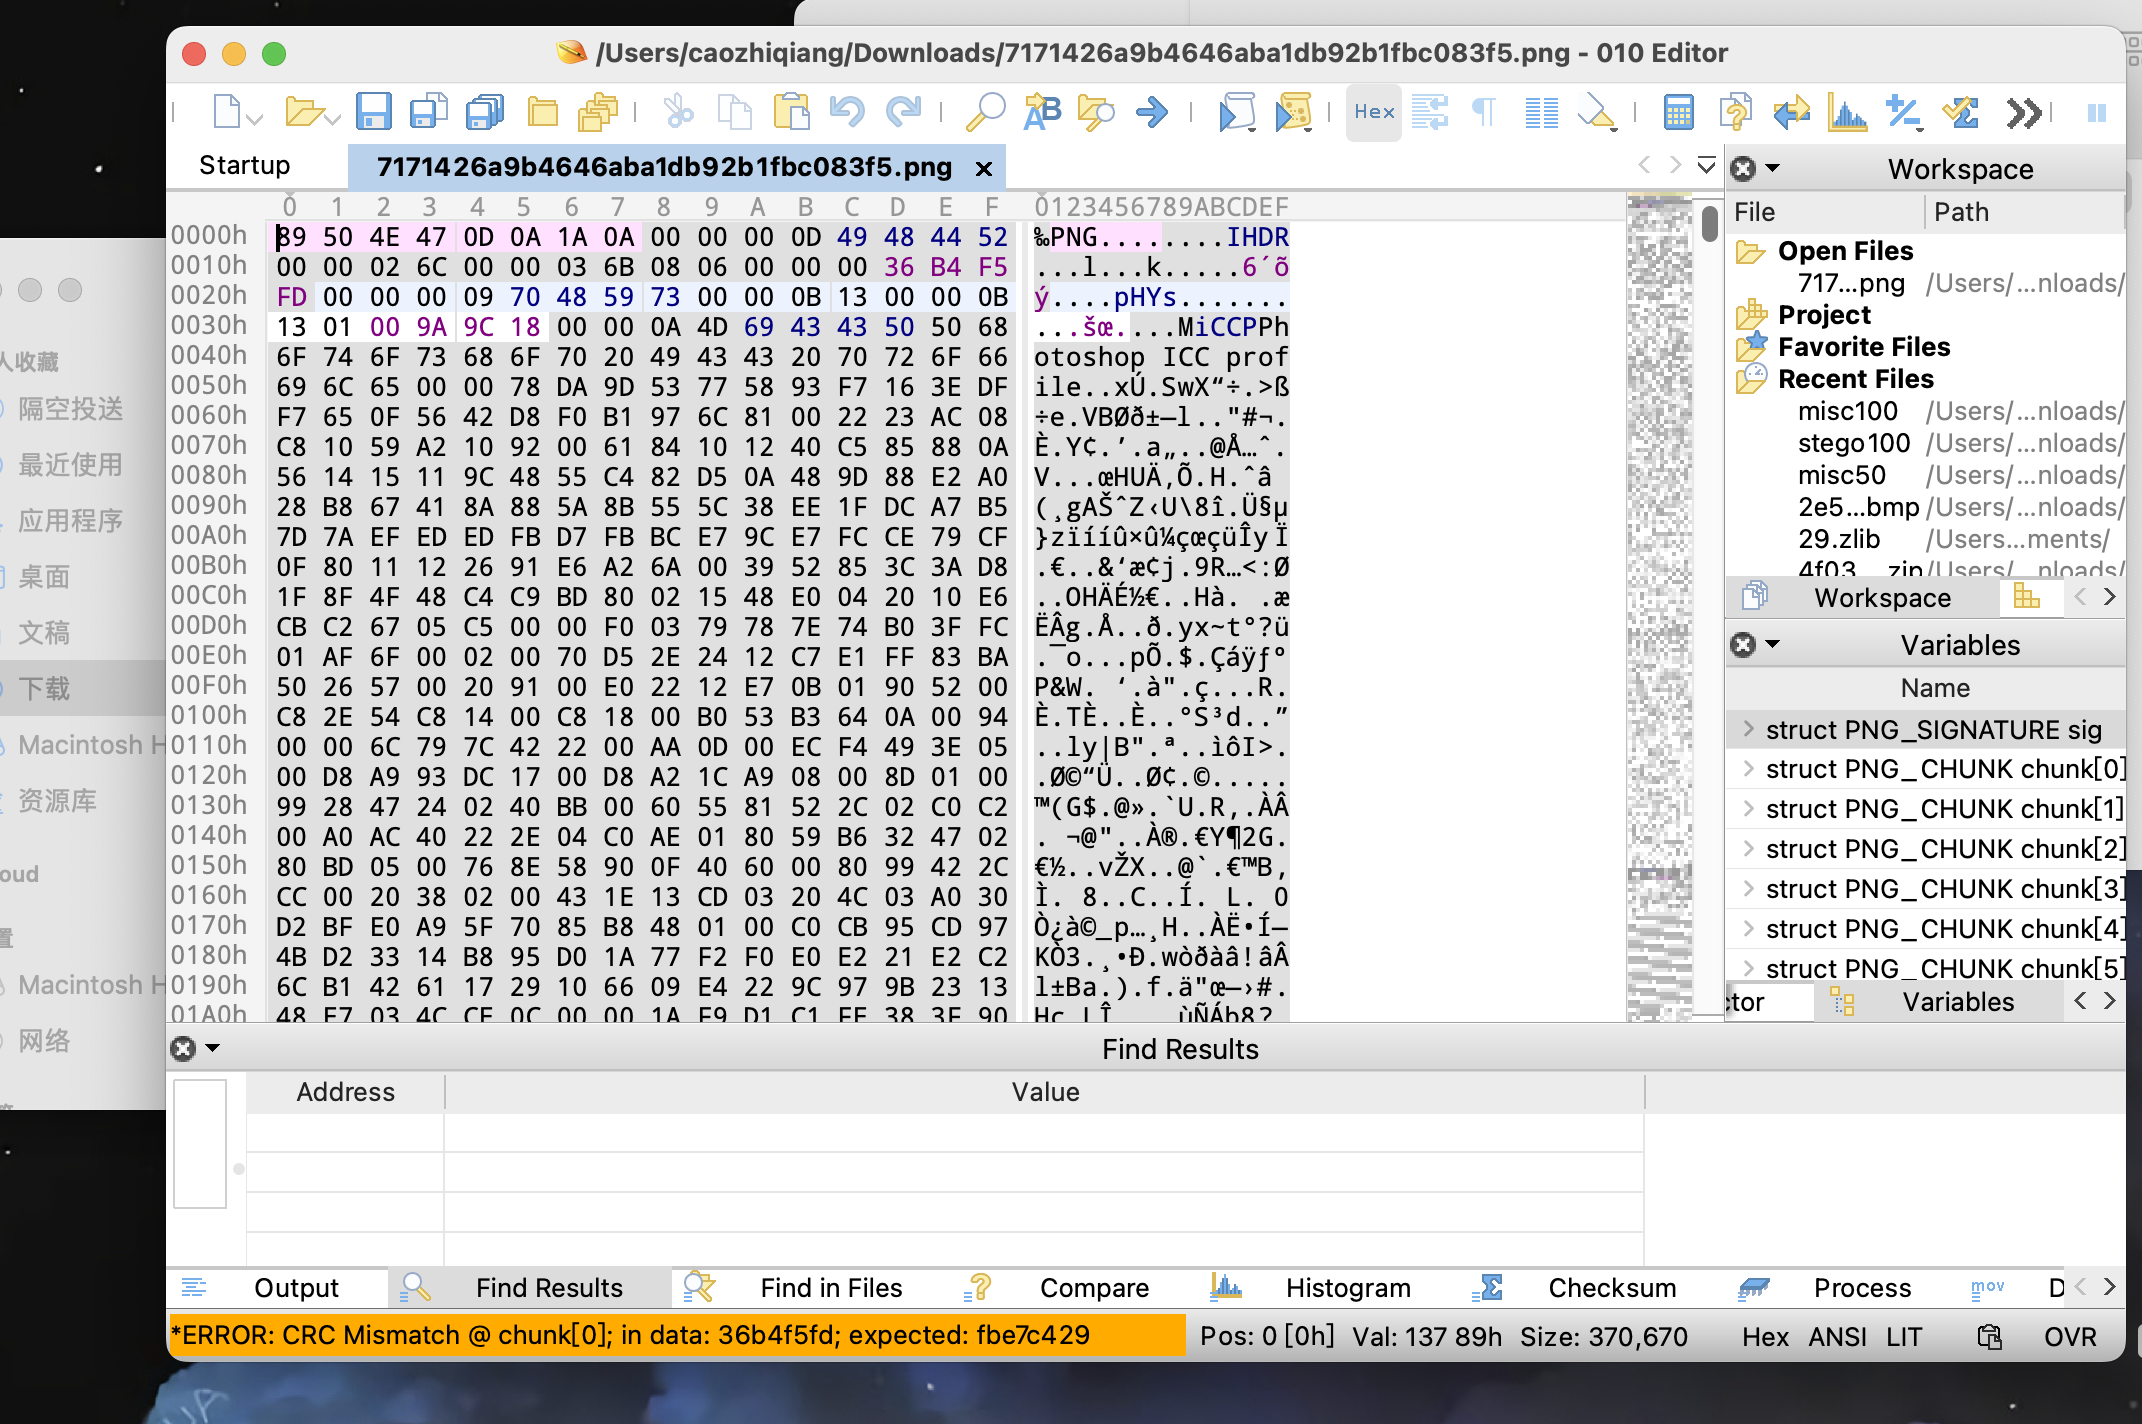 /Users/caozhiqiang/Downloads/7171426a9b4646aba1db92b1fbc083f5.png - 010 Editor
Hex
Startup
7171426a9b4646aba1db92b1fbc083f5.png
0 1 2 3 4 5 6 7 8 9 A B C D E F 0123456789ABCDEF
0000h 89 50 4E 47 0D 0A 1A 0A 00 00 00 0D 49 48 44 52 ‰PNG........IHDR
0010h 00 00 02 6C 00 00 03 6B 08 06 00 00 00 36 B4 F5 ...l...k.....6´õ
0020h FD 00 00 00 09 70 48 59 73 00 00 0B 13 00 00 0B ý....pHYs.......
0030h 13 01 00 9A 9C 18 00 00 0A 4D 69 43 43 50 50 68 ...šœ....MiCCPPh
0040h 6F 74 6F 73 68 6F 70 20 49 43 43 20 70 72 6F 66 otoshop ICC prof
0050h 69 6C 65 00 00 78 DA 9D 53 77 58 93 F7 16 3E DF ile..xÚ.SwX“÷.>ß
0060h F7 65 0F 56 42 D8 F0 B1 97 6C 81 00 22 23 AC 08 ÷e.VBØð±—l.."#¬.
0070h C8 10 59 A2 10 92 00 61 84 10 12 40 C5 85 88 0A È.Y¢.’.a„..@Å…ˆ.
0080h 56 14 15 11 9C 48 55 C4 82 D5 0A 48 9D 88 E2 A0 V...œHUÄ‚Õ.H.ˆâ
0090h 28 B8 67 41 8A 88 5A 8B 55 5C 38 EE 1F DC A7 B5 (¸gAŠˆZ‹U\8î.Ü§µ
00A0h 7D 7A EF ED ED FB D7 FB BC E7 9C E7 FC CE 79 CF }zïííû×û¼çœçüÎyÏ
00B0h 0F 80 11 12 26 91 E6 A2 6A 00 39 52 85 3C 3A D8 .€..&‘æ¢j.9R…<:Ø
00C0h 1F 8F 4F 48 C4 C9 BD 80 02 15 48 E0 04 20 10 E6 ..OHÄÉ½€..Hà. .æ
00D0h CB C2 67 05 C5 00 00 F0 03 79 78 7E 74 B0 3F FC ËÂg.Å..ð.yx~t°?ü
00E0h 01 AF 6F 00 02 00 70 D5 2E 24 12 C7 E1 FF 83 BA .¯o...pÕ.$.Çáÿƒº
00F0h 50 26 57 00 20 91 00 E0 22 12 E7 0B 01 90 52 00 P&W. ‘.à".ç...R.
0100h C8 2E 54 C8 14 00 C8 18 00 B0 53 B3 64 0A 00 94 È.TÈ..È..°S³d..”
0110h 00 00 6C 79 7C 42 22 00 AA 0D 00 EC F4 49 3E 05 ..ly|B".ª..ìôI>.
0120h 00 D8 A9 93 DC 17 00 D8 A2 1C A9 08 00 8D 01 00 .Ø©“Ü..Ø¢.©.....
0130h 99 28 47 24 02 40 BB 00 60 55 81 52 2C 02 C0 C2 ™(G$.@».`U.R,.ÀÂ
0140h 00 A0 AC 40 22 2E 04 C0 AE 01 80 59 B6 32 47 02 . ¬@"..À®.€Y¶2G.
0150h 80 BD 05 00 76 8E 58 90 0F 40 60 00 80 99 42 2C €½..vŽX..@`.€™B,
0160h CC 00 20 38 02 00 43 1E 13 CD 03 20 4C 03 A0 30 Ì. 8..C..Í. L. 0
0170h D2 BF E0 A9 5F 70 85 B8 48 01 00 C0 CB 95 CD 97 Ò¿à©_p…¸H..ÀË•Í—
0180h 4B D2 33 14 B8 95 D0 1A 77 F2 F0 E0 E2 21 E2 C2 KÒ3.¸•Ð.wòðàâ!âÂ
0190h 6C B1 42 61 17 29 10 66 09 E4 22 9C 97 9B 23 13 l±Ba.).f.ä"œ—›#.
01A0h 48 E7 03 4C CE 0C 00 00 1A F9 D1 C1 FE 38 3F 90 Hç.LÎ....ùÑÁþ8?.
Workspace
File Path
Open Files
717...png /Users/ ...nloads/
Project
Favorite Files
Recent Files
misc100 /Users/ ...nloads/
stego100 /Users/ ...nloads/
misc50 /Users/ ...nloads/
2e5...bmp /Users/ ...nloads/
29.zlib /Users...ments/
4f03....zip /Users/ ...nloads/
Workspace
Variables
Name
struct PNG_SIGNATURE sig
struct PNG_CHUNK chunk[0]
struct PNG_CHUNK chunk[1]
struct PNG_CHUNK chunk[2]
struct PNG_CHUNK chunk[3]
struct PNG_CHUNK chunk[4]
struct PNG_CHUNK chunk[5]
ctor Variables
Find Results
Address Value
Output Find Results Find in Files Compare Histogram Checksum Process mov D
*ERROR: CRC Mismatch @ chunk[0]; in data: 36b4f5fd; expected: fbe7c429 Pos: 0 [0h] Val: 137 89h Size: 370,670 Hex ANSI LIT OVR
人收藏
隔空投送
最近使用
应用程序
桌面
文稿
下载
Macintosh H
资源库
oud
置
Macintosh H
网络